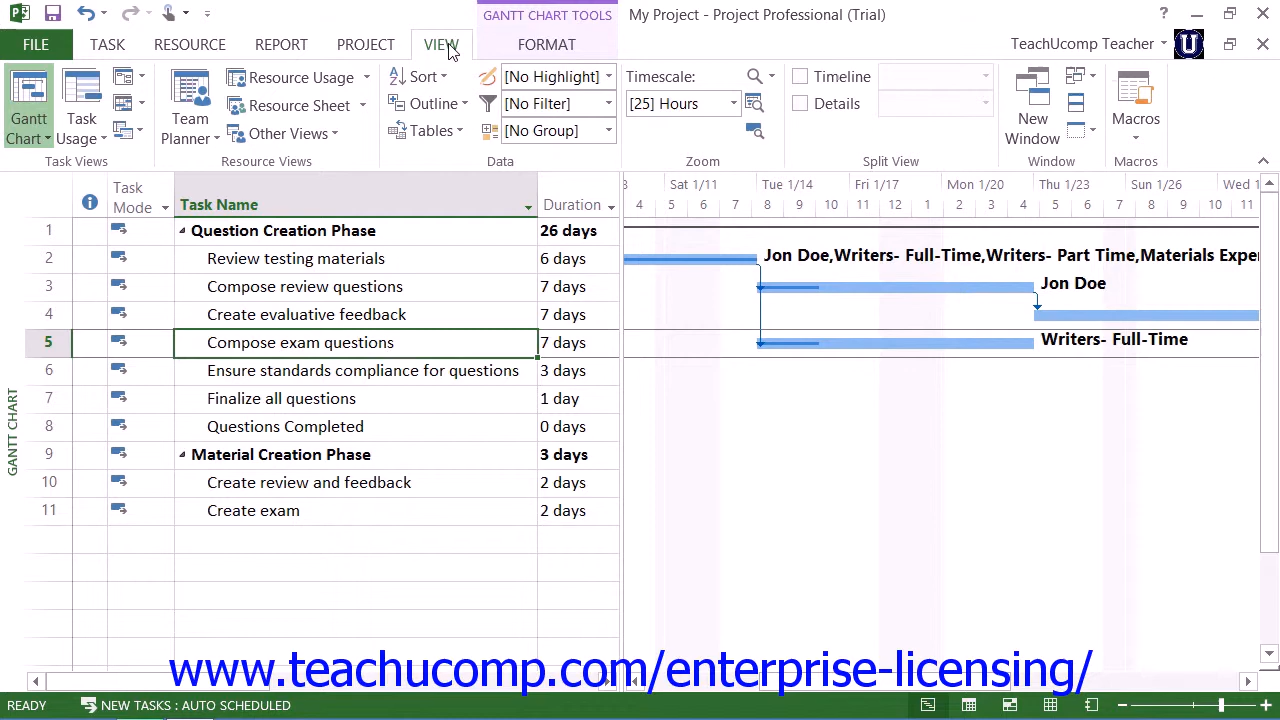 GANTT CHART TOOLS
My Project - Project Professional (Trial)
?
FILE
TASK
RESOURCE
REPORT
PROJECT
VIEW
FORMAT
TeachUcomp Teacher
U
Gantt
Chart
Task
Usage
Team
Planner
Resource Usage
Resource Sheet
Other Views
Sort
Outline
Tables
[No Highlight]
[No Filter]
[No Group]
Timescale:
[25] Hours
Timeline
Details
New
Window
Macros
Task Views
Resource Views
Data
Zoom
Split View
Window
Macros
Task
Mode
Task Name
Duration
3 Sat 1/11 Tue 1/14 Fri 1/17 Mon 1/20 Thu 1/23 Sun 1/26 Wed 1
4 5 6 7 8 9 10 11 12 1 2 3 4 5 6 7 8 9 10 11
1 Question Creation Phase 26 days
2 Review testing materials 6 days
Jon Doe,Writers- Full-Time,Writers- Part Time,Materials Exper
3 Compose review questions 7 days
Jon Doe
4 Create evaluative feedback 7 days
5 Compose exam questions 7 days
Writers- Full-Time
6 Ensure standards compliance for questions 3 days
7 Finalize all questions 1 day
8 Questions Completed 0 days
9 Material Creation Phase 3 days
10 Create review and feedback 2 days
11 Create exam 2 days
GANTT CHART
www.teachucomp.com/enterprise-licensing/
READY
NEW TASKS : AUTO SCHEDULED